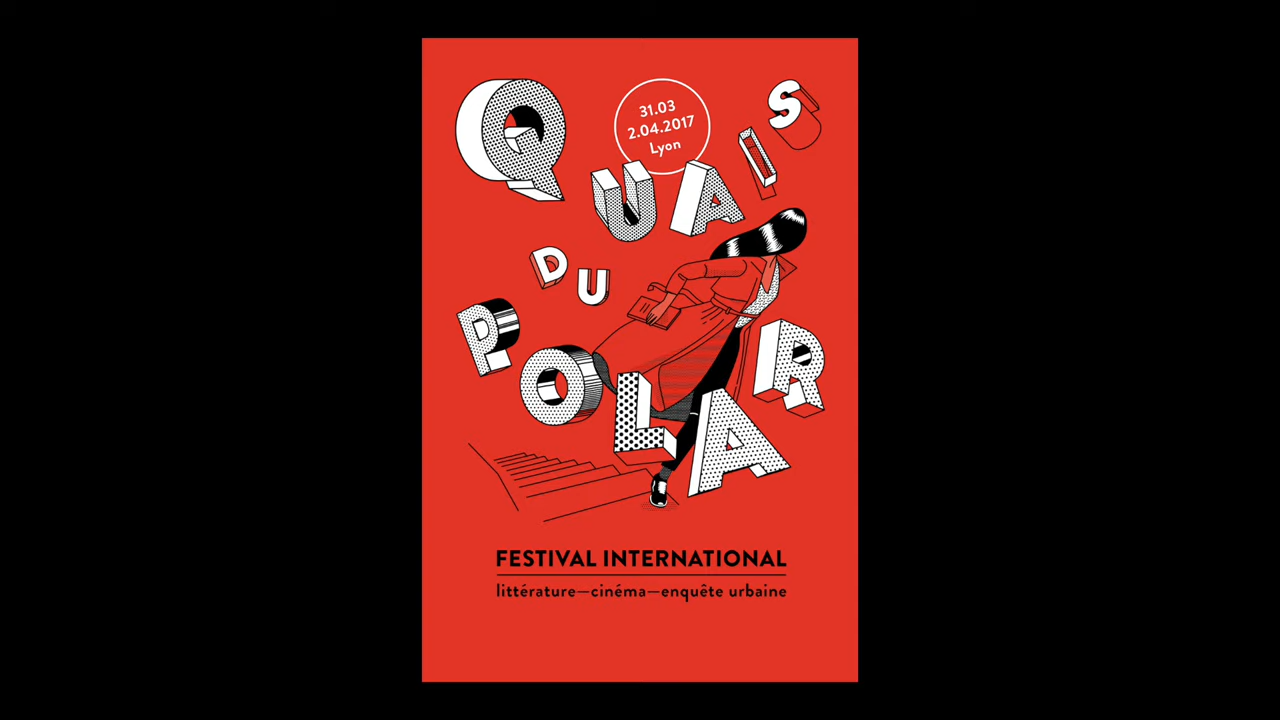 QUAIS
31.03
2.04.2017
Lyon
DU
POLAR
FESTIVAL INTERNATIONAL
littérature—cinéma—enquête urbaine